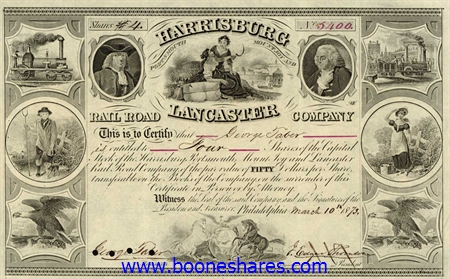 Shares #4.
No 5400
HARRISBURG
PORTSMOUTH MOUNT JOY AND
LANCASTER
RAIL ROAD COMPANY
This is to Certify that George Taber
is entitled to Four Shares of the Capital
Stock of the Harrisburg Portsmouth, Mount Joy and Lancaster
Rail Road Company of the par value of FIFTY Dollars per Share
transferable on the Books of the Company on the surrender of this
Certificate in Person or by Attorney.
Witness the Seal of the said Company and the Signatures of the
President and Treasurer. Philadelphia March 10th 1873
George Taber
www.booneshares.com